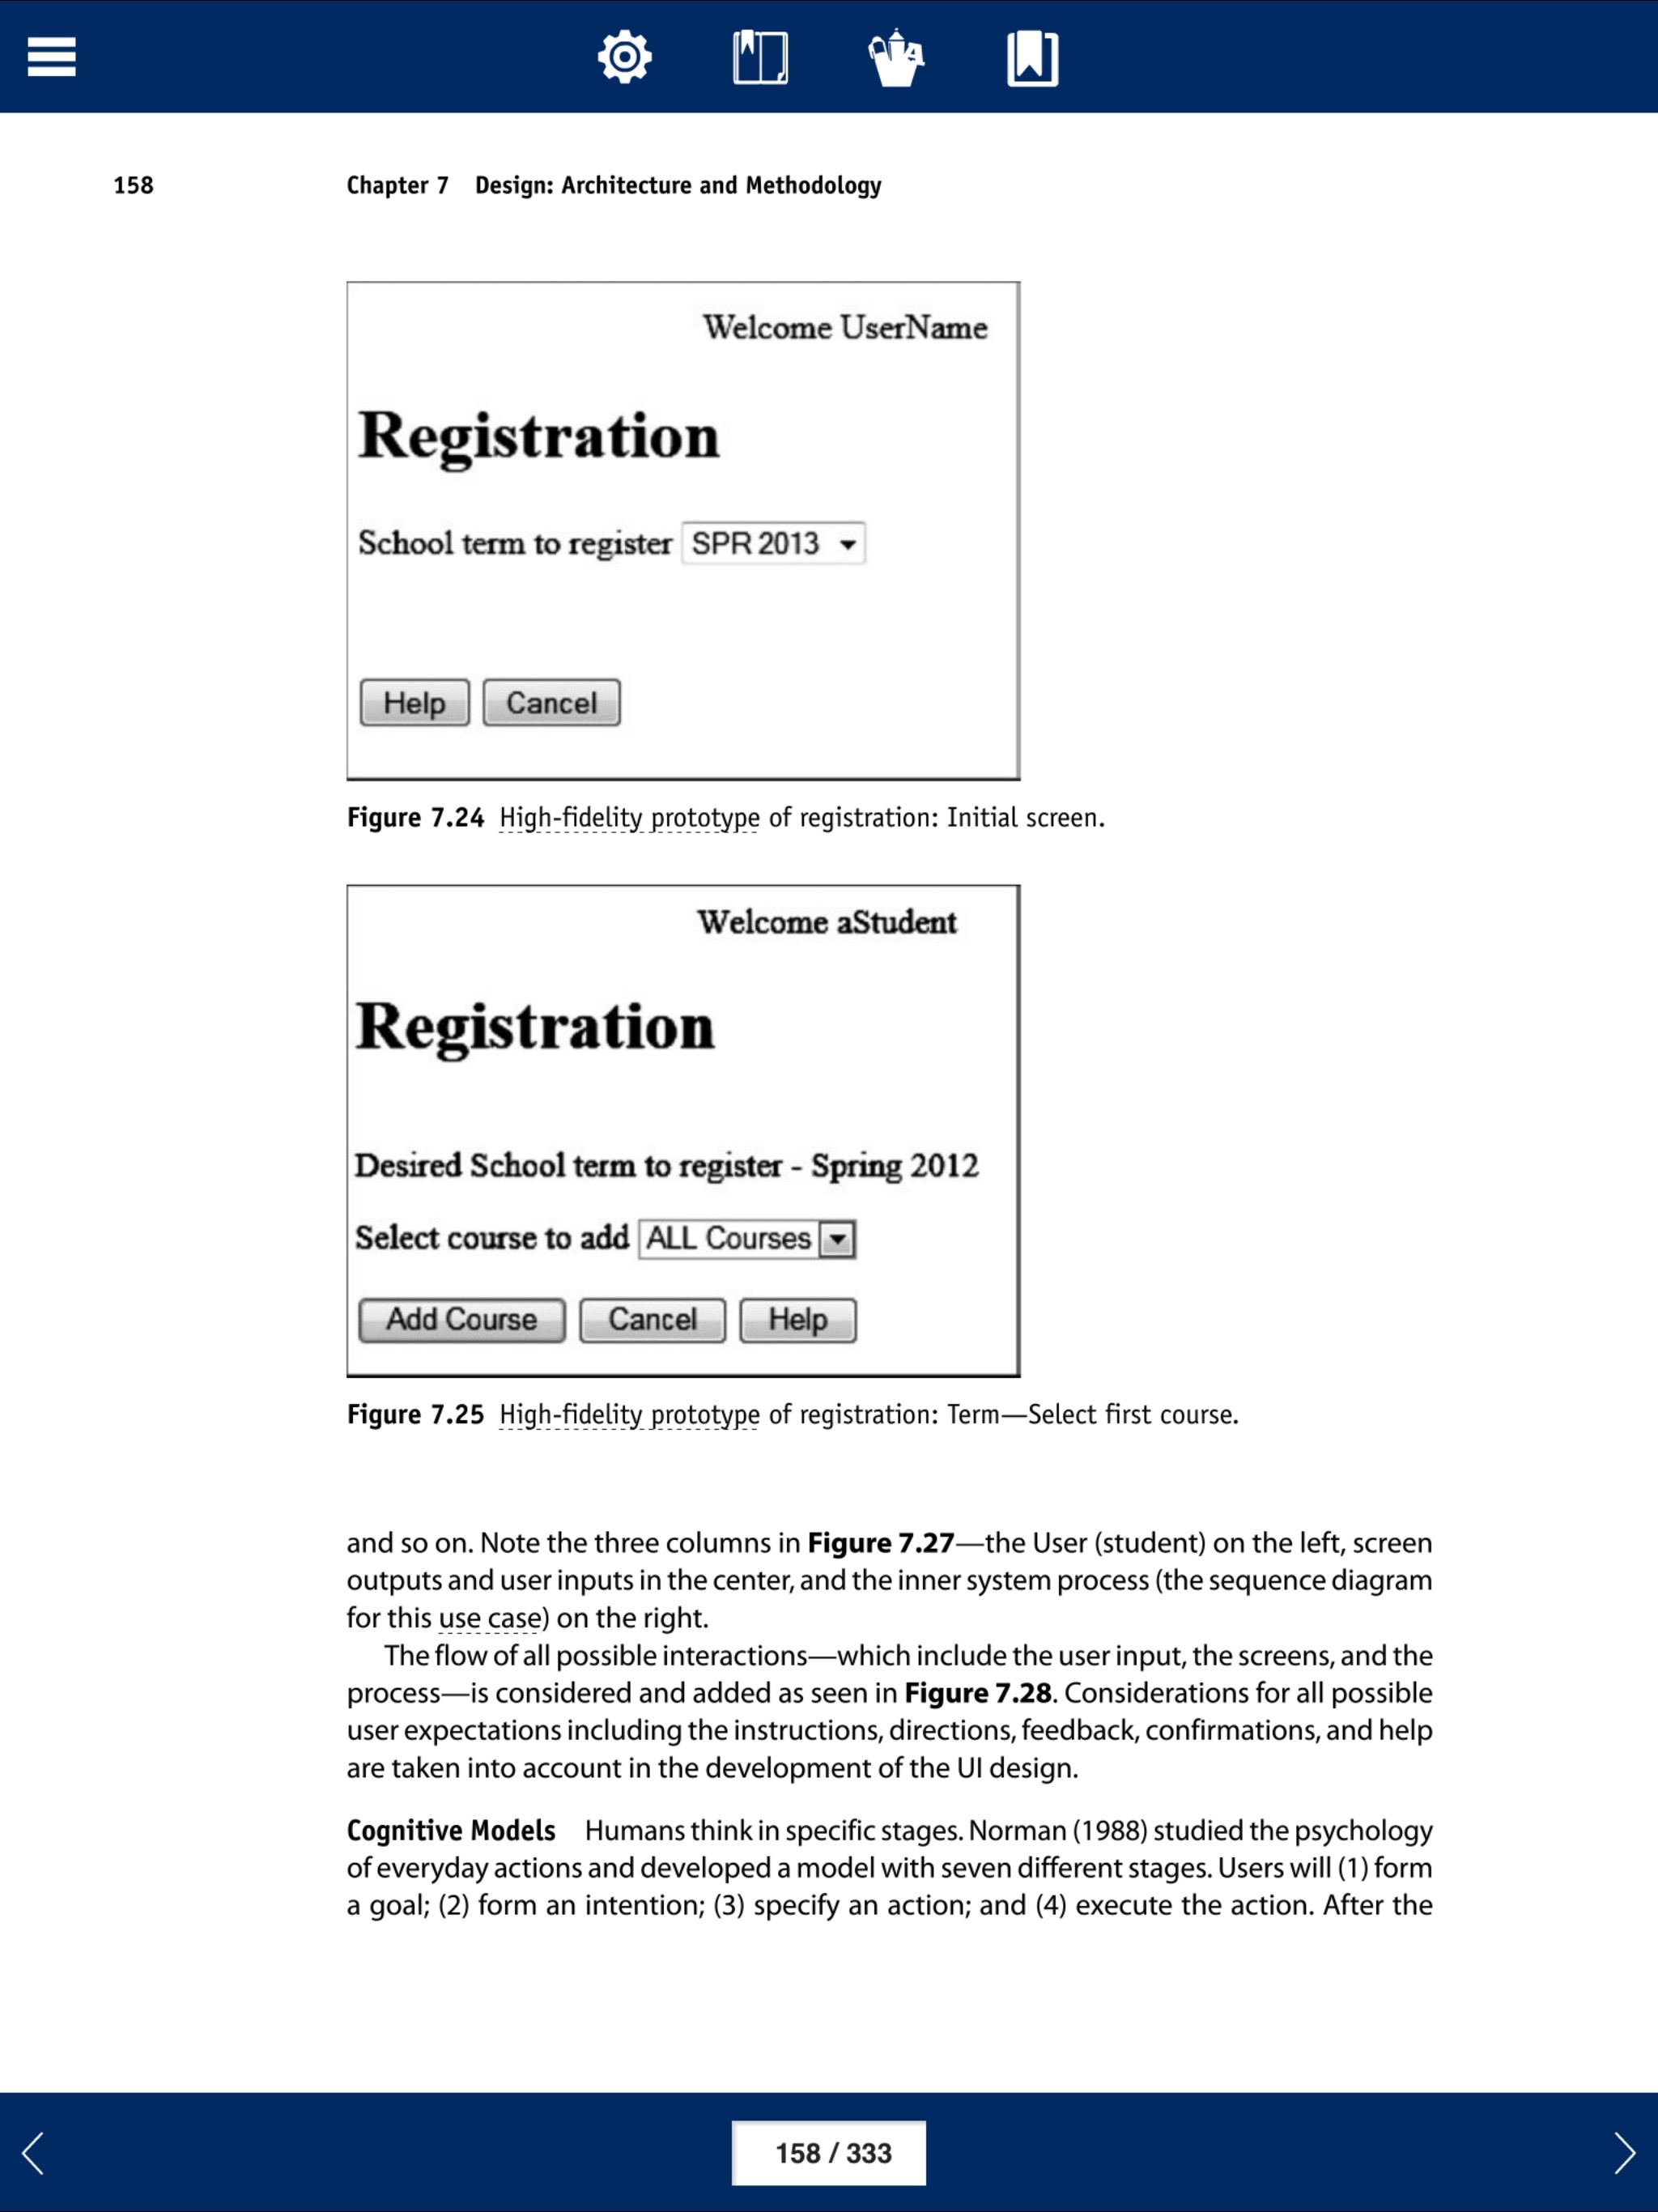 158 Chapter 7 Design: Architecture and Methodology
Welcome UserName
Registration
School term to register SPR 2013
Help Cancel
Figure 7.24 High-fidelity prototype of registration: Initial screen.
Welcome aStudent
Registration
Desired School term to register - Spring 2012
Select course to add ALL Courses
Add Course Cancel Help
Figure 7.25 High-fidelity prototype of registration: Term—Select first course.
and so on. Note the three columns in Figure 7.27—the User (student) on the left, screen
outputs and user inputs in the center, and the inner system process (the sequence diagram
for this use case) on the right.
The flow of all possible interactions—which include the user input, the screens, and the
process—is considered and added as seen in Figure 7.28. Considerations for all possible
user expectations including the instructions, directions, feedback, confirmations, and help
are taken into account in the development of the UI design.
Cognitive Models Humans think in specific stages. Norman (1988) studied the psychology
of everyday actions and developed a model with seven different stages. Users will (1) form
a goal; (2) form an intention; (3) specify an action; and (4) execute the action. After the
158 / 333